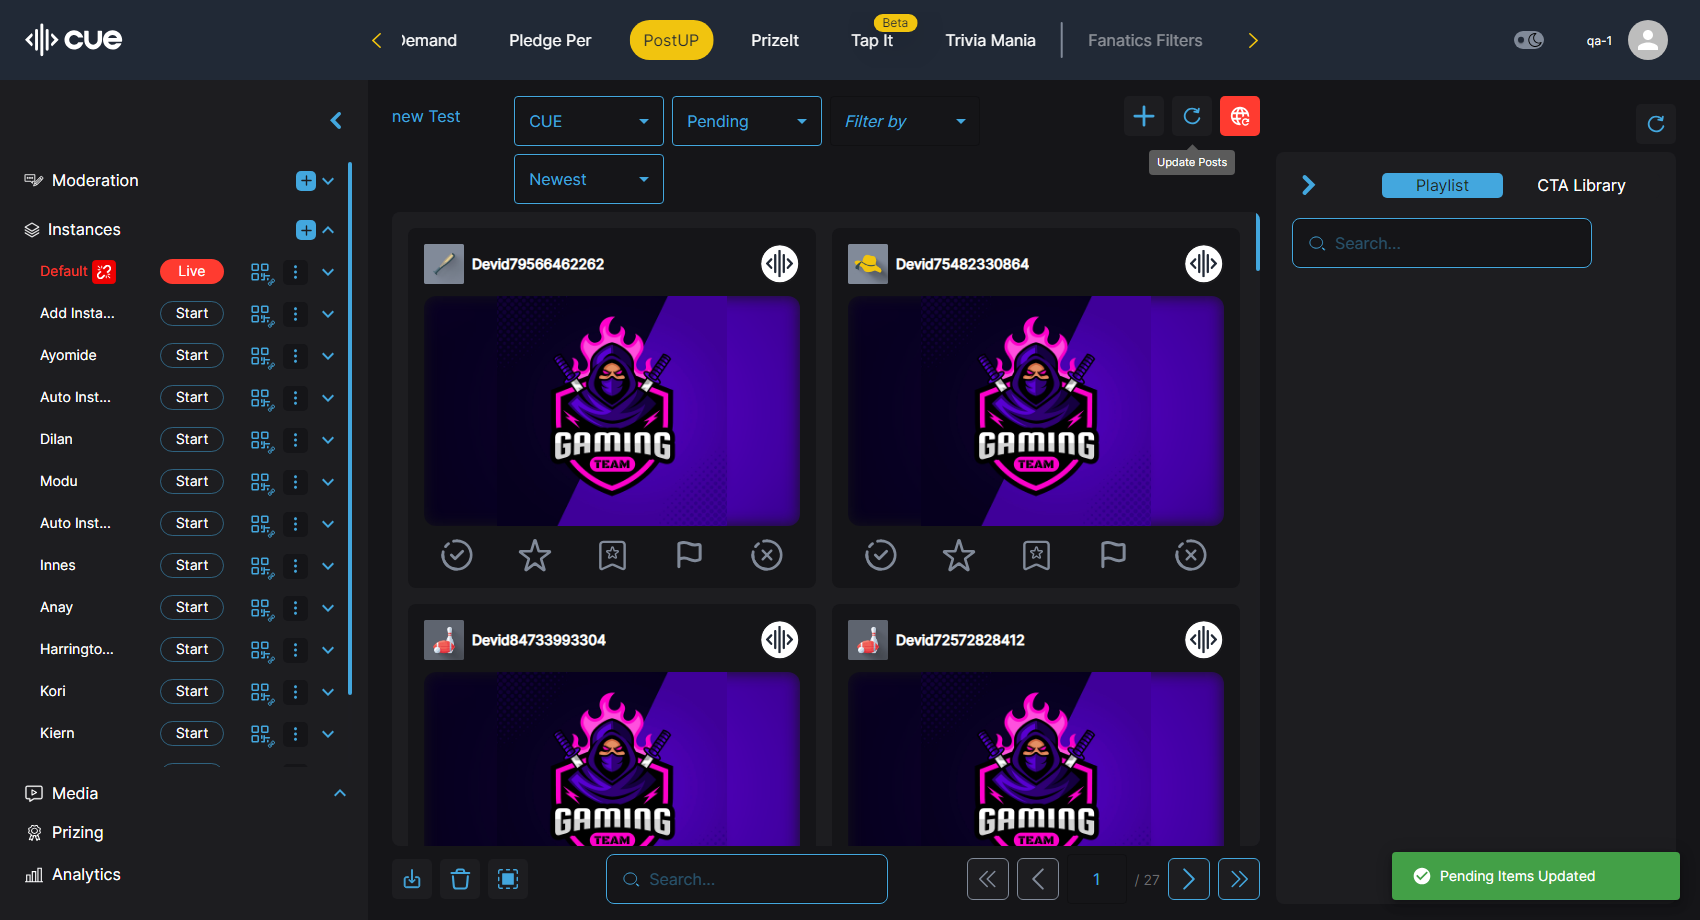 cue
Demand
Pledge Per
PostUP
PrizeIt
Beta
Tap It
Trivia Mania
Fanatics Filters
qa-1
new Test
CUE
Pending
Filter by
Newest
Update Posts
Moderation
Instances
Default
Live
Add Insta...
Start
Ayomide
Start
Auto Inst...
Start
Dilan
Start
Modu
Start
Auto Inst...
Start
Innes
Start
Anay
Start
Harringto...
Start
Kori
Start
Kiern
Start
Media
Prizing
Analytics
Devid79566462262
GAMING
TEAM
Devid75482330864
GAMING
TEAM
Devid84733993304
GAMING
TEAM
Devid72572828412
GAMING
TEAM
Search...
1
/ 27
Playlist
CTA Library
Search...
Pending Items Updated